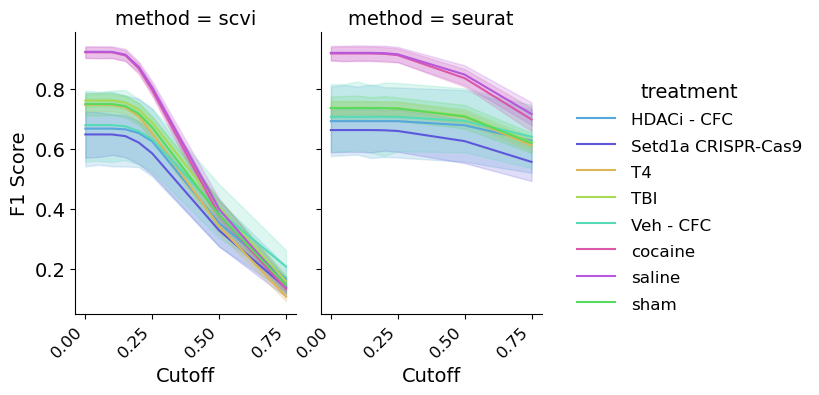 method = scvi
method = seurat
F1 Score
0.8
0.6
0.4
0.2
0.00
0.25
0.50
0.75
0.00
0.25
0.50
0.75
Cutoff
Cutoff
treatment
HDACi - CFC
Setd1a CRISPR-Cas9
T4
TBI
Veh - CFC
cocaine
saline
sham